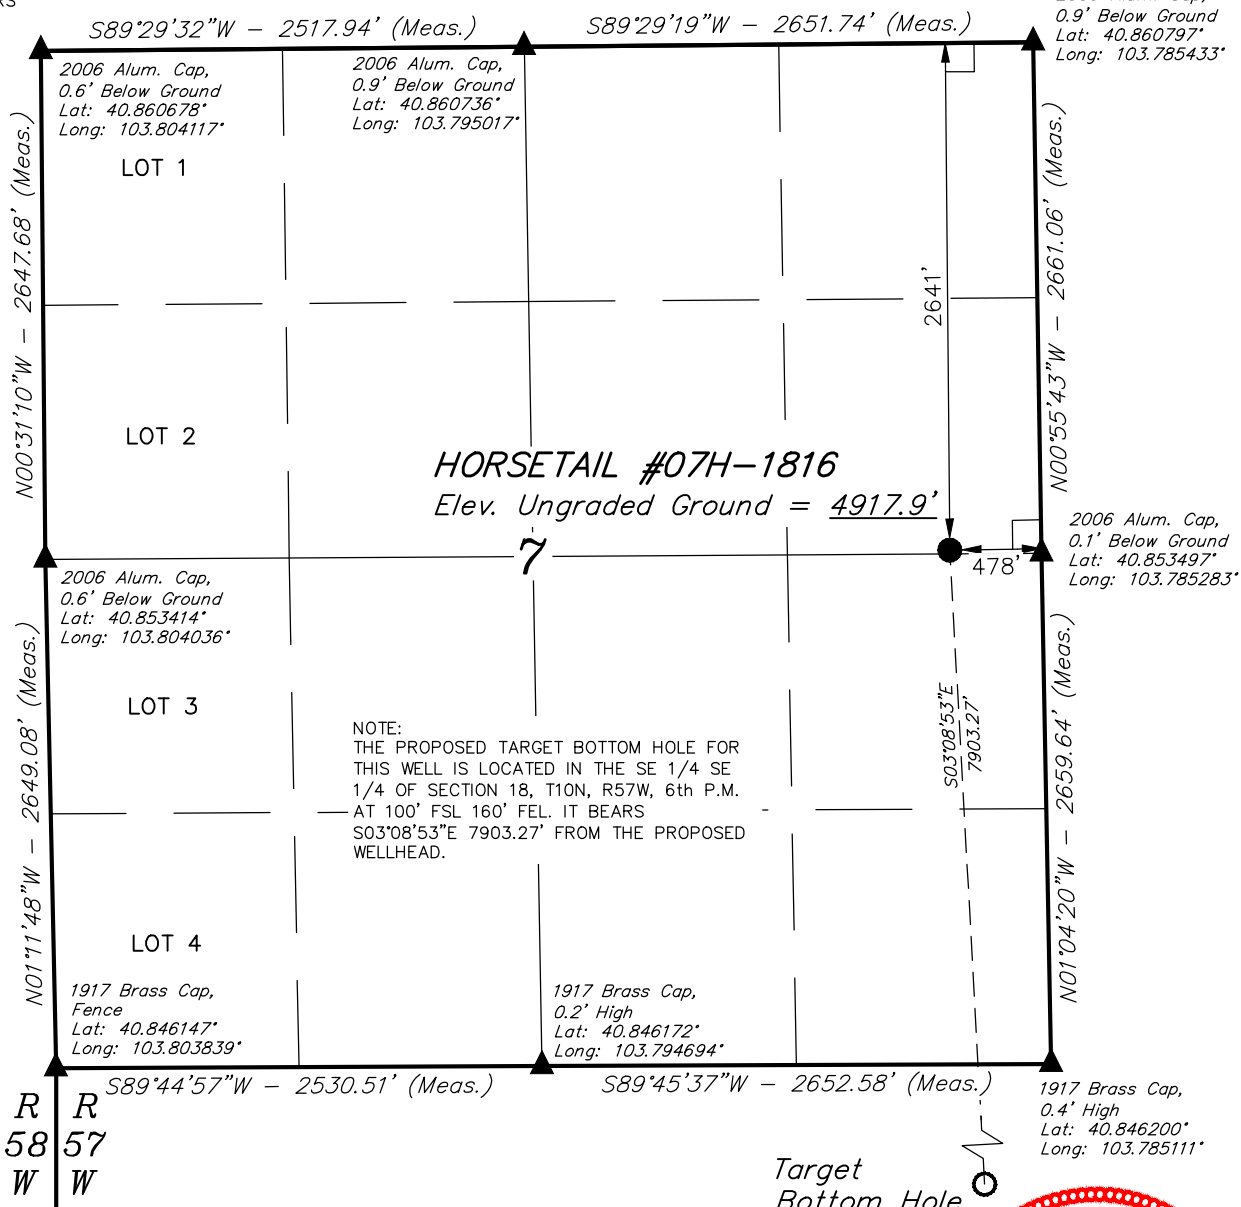 S89°29'32"W - 2517.94' (Meas.)
S89°29'19"W - 2651.74' (Meas.)
0.9' Below Ground
Lat: 40.860797°
Long: 103.785433°
2006 Alum. Cap,
0.6' Below Ground
Lat: 40.860678°
Long: 103.804117°
2006 Alum. Cap,
0.9' Below Ground
Lat: 40.860736°
Long: 103.795017°
LOT 1
N00°31'10"W - 2647.68' (Meas.)
2641'
N00°55'43"W - 2661.06' (Meas.)
LOT 2
HORSETAIL #07H-1816
Elev. Ungraded Ground = 4917.9'
7
478'
2006 Alum. Cap,
0.1' Below Ground
Lat: 40.853497°
Long: 103.785283°
2006 Alum. Cap,
0.6' Below Ground
Lat: 40.853414°
Long: 103.804036°
LOT 3
N01°11'48"W - 2649.08' (Meas.)
NOTE:
THE PROPOSED TARGET BOTTOM HOLE FOR
THIS WELL IS LOCATED IN THE SE 1/4 SE
1/4 OF SECTION 18, T10N, R57W, 6th P.M.
AT 100' FSL 160' FEL. IT BEARS
S03°08'53"E 7903.27' FROM THE PROPOSED
WELLHEAD.
S03°08'53"E
7903.27'
N01°04'20"W - 2659.64' (Meas.)
LOT 4
1917 Brass Cap,
Fence
Lat: 40.846147°
Long: 103.803839°
1917 Brass Cap,
0.2' High
Lat: 40.846172°
Long: 103.794694°
S89°44'57"W - 2530.51' (Meas.)
S89°45'37"W - 2652.58' (Meas.)
1917 Brass Cap,
0.4' High
Lat: 40.846200°
Long: 103.785111°
R R
58 57
W W
Target
Bottom Hole